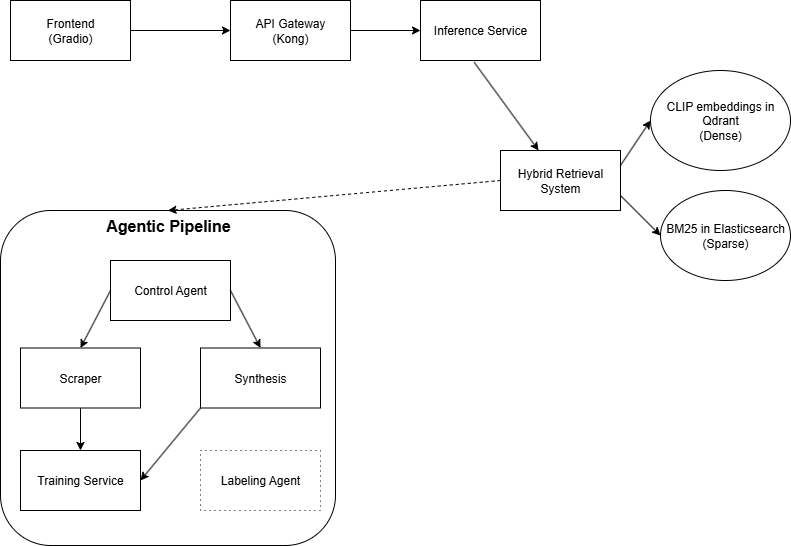 Frontend
(Gradio)
API Gateway
(Kong)
Inference Service
CLIP embeddings in
Qdrant
(Dense)
Hybrid Retrieval
System
BM25 in Elasticsearch
(Sparse)
Agentic Pipeline
Control Agent
Scraper
Synthesis
Training Service
Labeling Agent